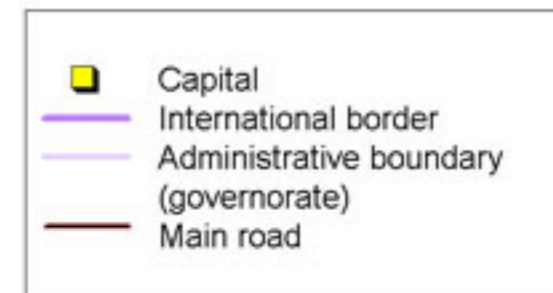 Capital
International border
Administrative boundary
(governorate)
Main road